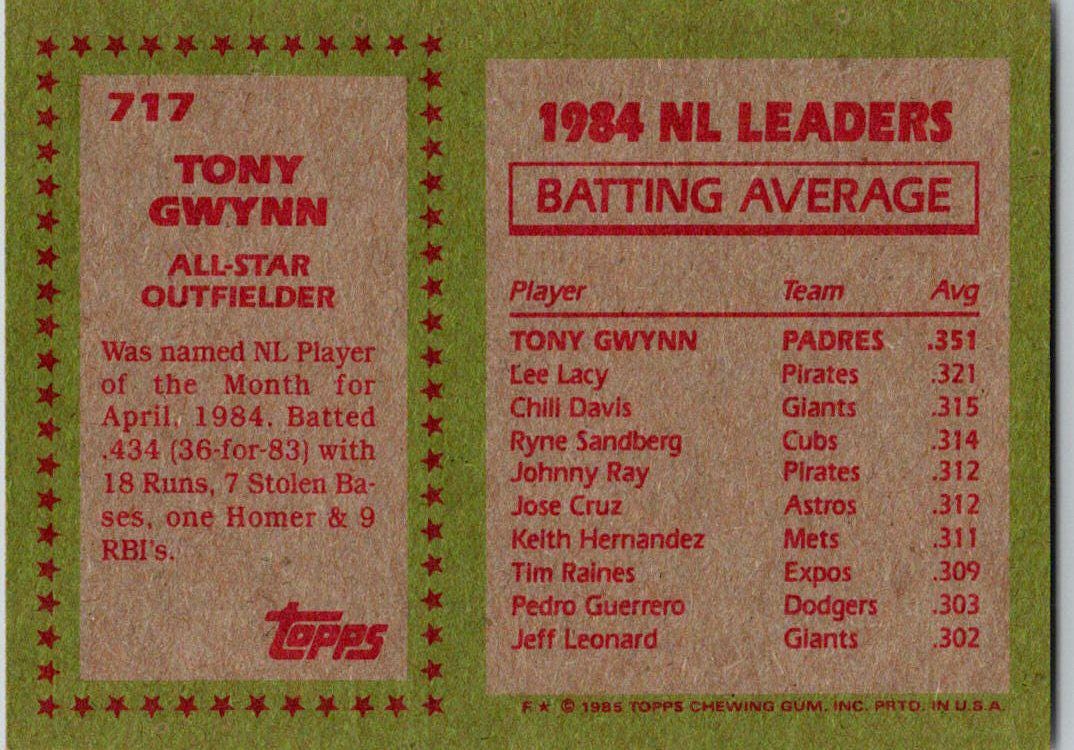 717
TONY
GWYNN
ALL-STAR
OUTFIELDER
Was named NL Player
of the Month for
April, 1984. Batted
.434 (36-for-83) with
18 Runs, 7 Stolen Ba-
ses, one Homer & 9
RBI's.
topps
1984 NL LEADERS
BATTING AVERAGE
Player Team Avg
TONY GWYNN PADRES .351
Lee Lacy Pirates .321
Chili Davis Giants .315
Ryne Sandberg Cubs .314
Johnny Ray Pirates .312
Jose Cruz Astros .312
Keith Hernandez Mets .311
Tim Raines Expos .309
Pedro Guerrero Dodgers .303
Jeff Leonard Giants .302
F ★ © 1985 TOPPS CHEWING GUM, INC. PRTD. IN U.S.A.